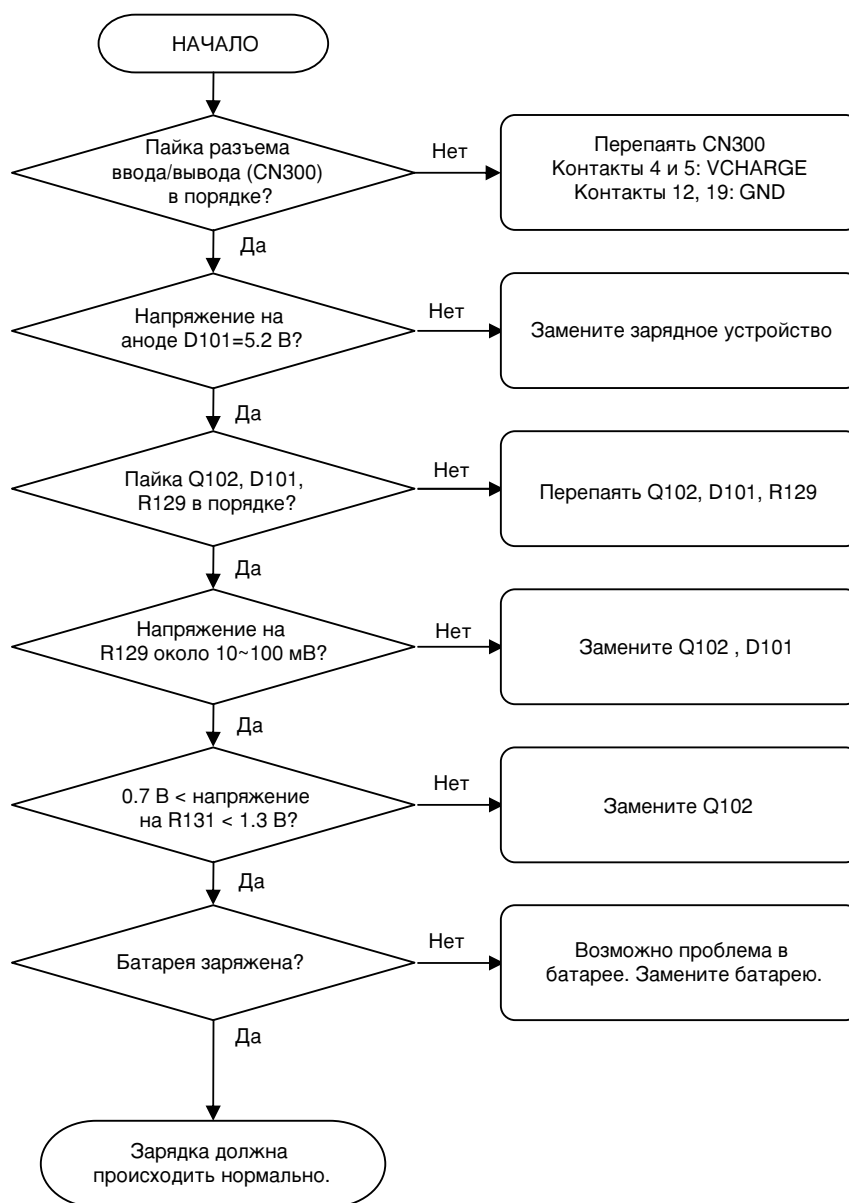 НАЧАЛО
Пайка разъема
ввода/вывода (CN300)
в порядке?
Нет
Перепаять CN300
Контакты 4 и 5: VCHARGE
Контакты 12, 19: GND
Да
Напряжение на
аноде D101=5.2 В?
Нет
Замените зарядное устройство
Да
Пайка Q102, D101,
R129 в порядке?
Нет
Перепаять Q102, D101, R129
Да
Напряжение на
R129 около 10~100 мВ?
Нет
Замените Q102 , D101
Да
0.7 В < напряжение
на R131 < 1.3 В?
Нет
Замените Q102
Да
Батарея заряжена?
Нет
Возможно проблема в
батарее. Замените батарею.
Да
Зарядка должна
происходить нормально.